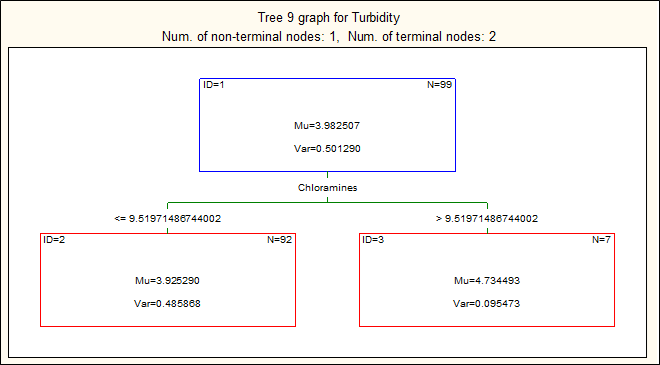 Tree 9 graph for Turbidity
Num. of non-terminal nodes: 1,  Num. of terminal nodes: 2
ID=1 N=99
Mu=3.982507
Var=0.501290
Chloramines
<= 9.51971486744002 > 9.51971486744002
ID=2 N=92 ID=3 N=7
Mu=3.925290 Mu=4.734493
Var=0.485868 Var=0.095473